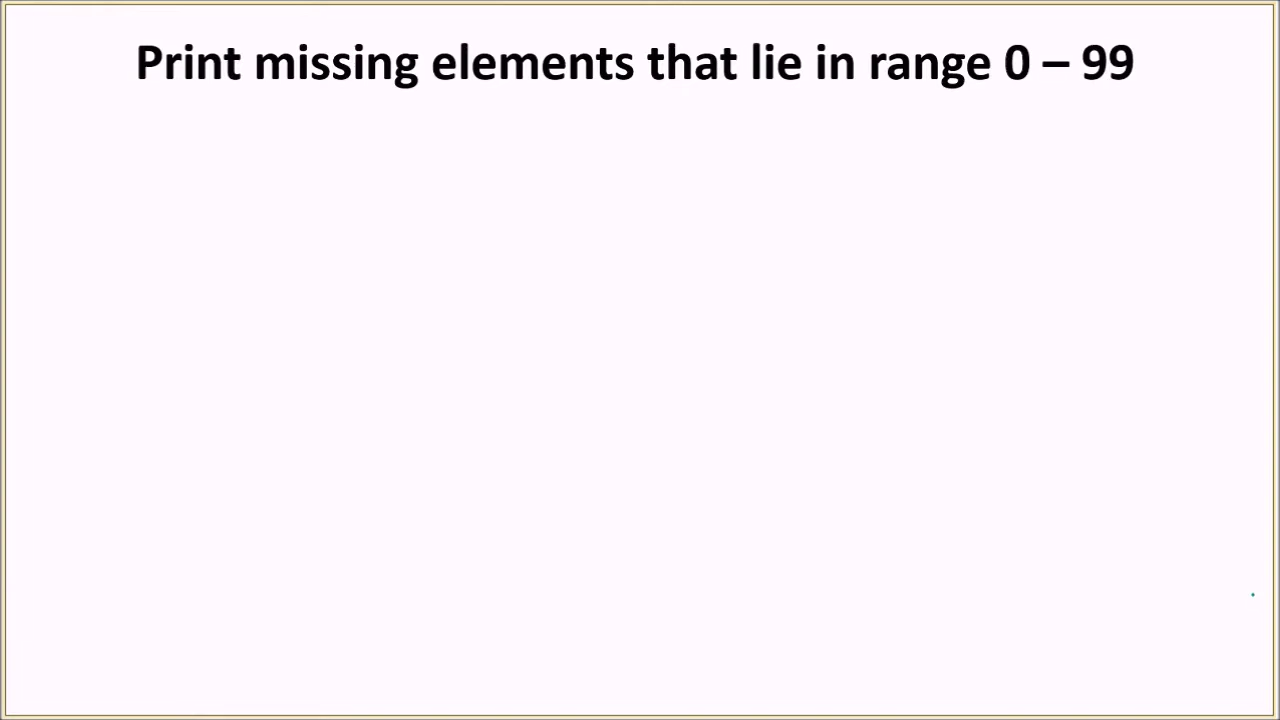 Print missing elements that lie in range 0 – 99